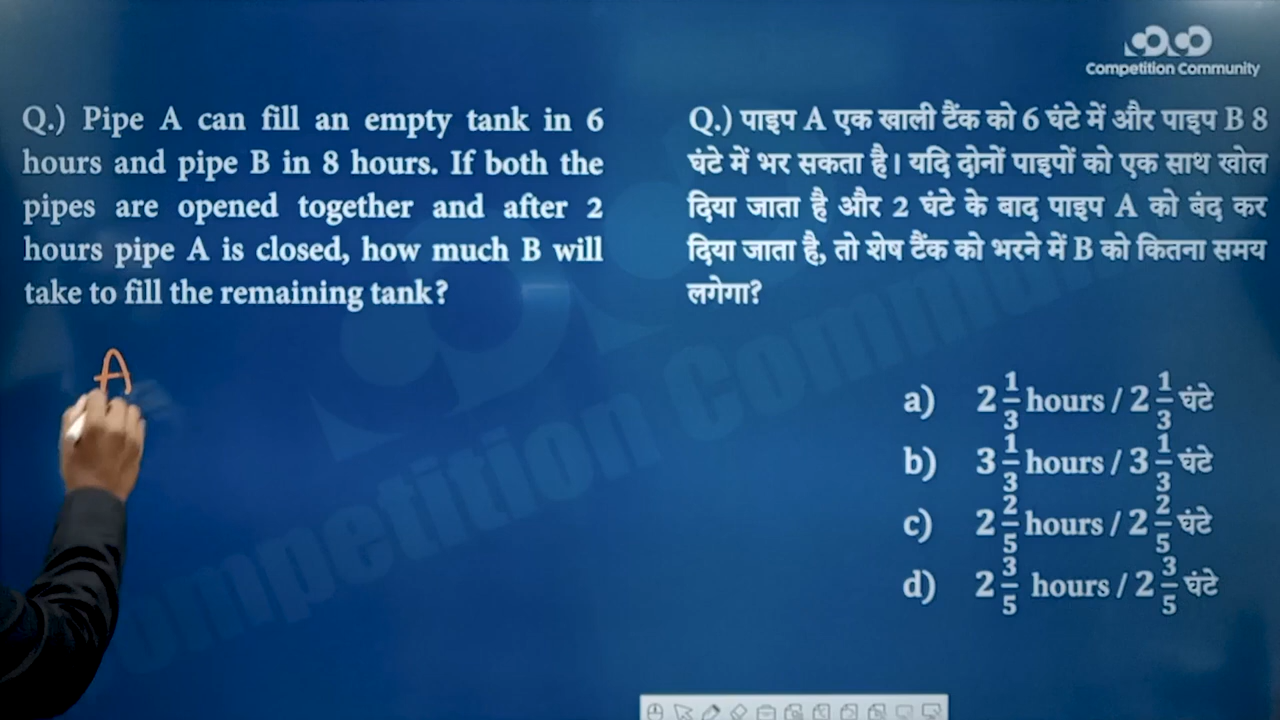 Competition Community
Q.) Pipe A can fill an empty tank in 6
hours and pipe B in 8 hours. If both the
pipes are opened together and after 2
hours pipe A is closed, how much B will
take to fill the remaining tank?
Q.) पाइप A एक खाली टैंक को 6 घंटे में और पाइप B 8
घंटे में भर सकता है। यदि दोनों पाइपों को एक साथ खोल
दिया जाता है और 2 घंटे के बाद पाइप A को बंद कर
दिया जाता है, तो शेष टैंक को भरने में B को कितना समय
लगेगा?
A
a) 2 1/3 hours / 2 1/3 घंटे
b) 3 1/3 hours / 3 1/3 घंटे
c) 2 2/5 hours / 2 2/5 घंटे
d) 2 3/5 hours / 2 3/5 घंटे
Competition Community